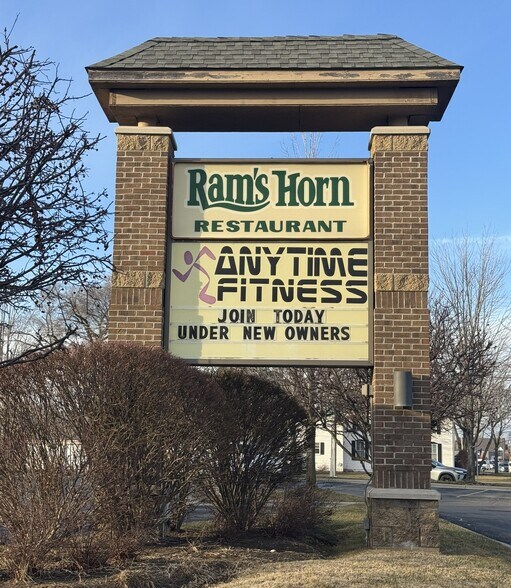 Ram's Horn
RESTAURANT
ANYTIME
FITNESS
JOIN TODAY
UNDER NEW OWNERS